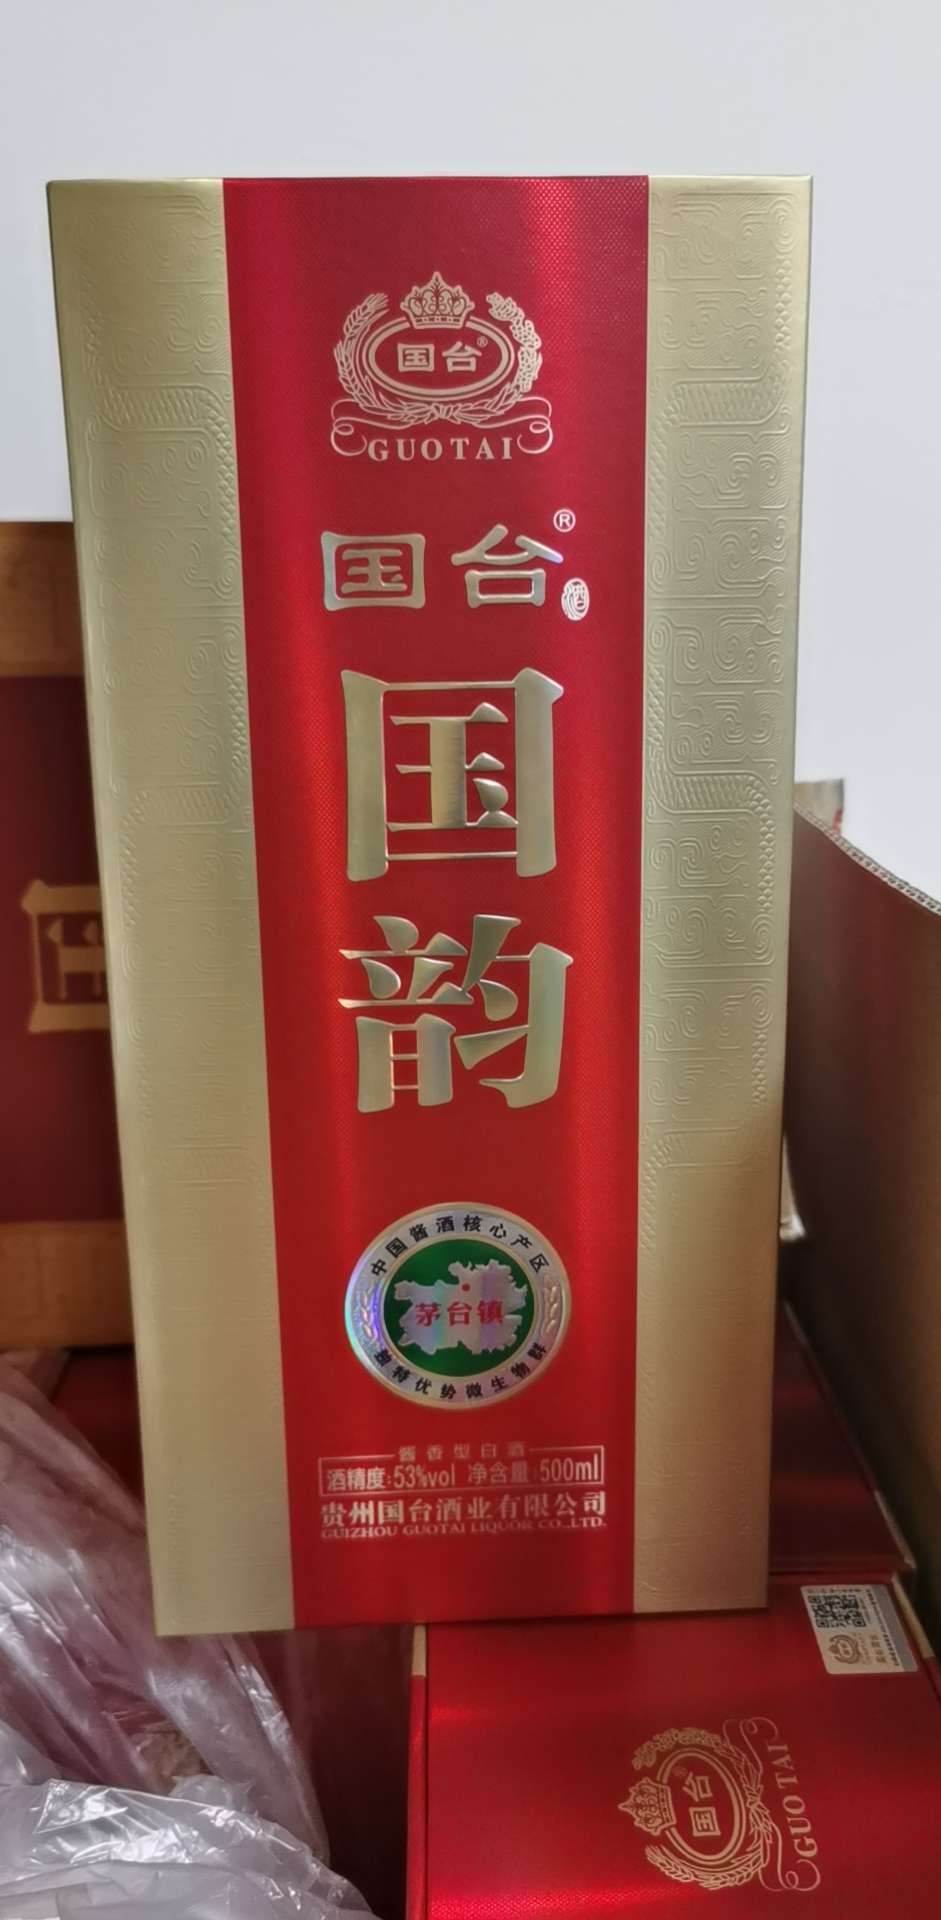 国台®
GUOTAI
国台®
酒
国
韵
中国酱酒核心产区
茅台镇
独特优势微生物群
酱香型白酒
酒精度:53%vol 净含量:500ml
贵州国台酒业有限公司
GUIZHOU GUOTAI LIQUOR CO.,LTD.
国台
GUOTAI